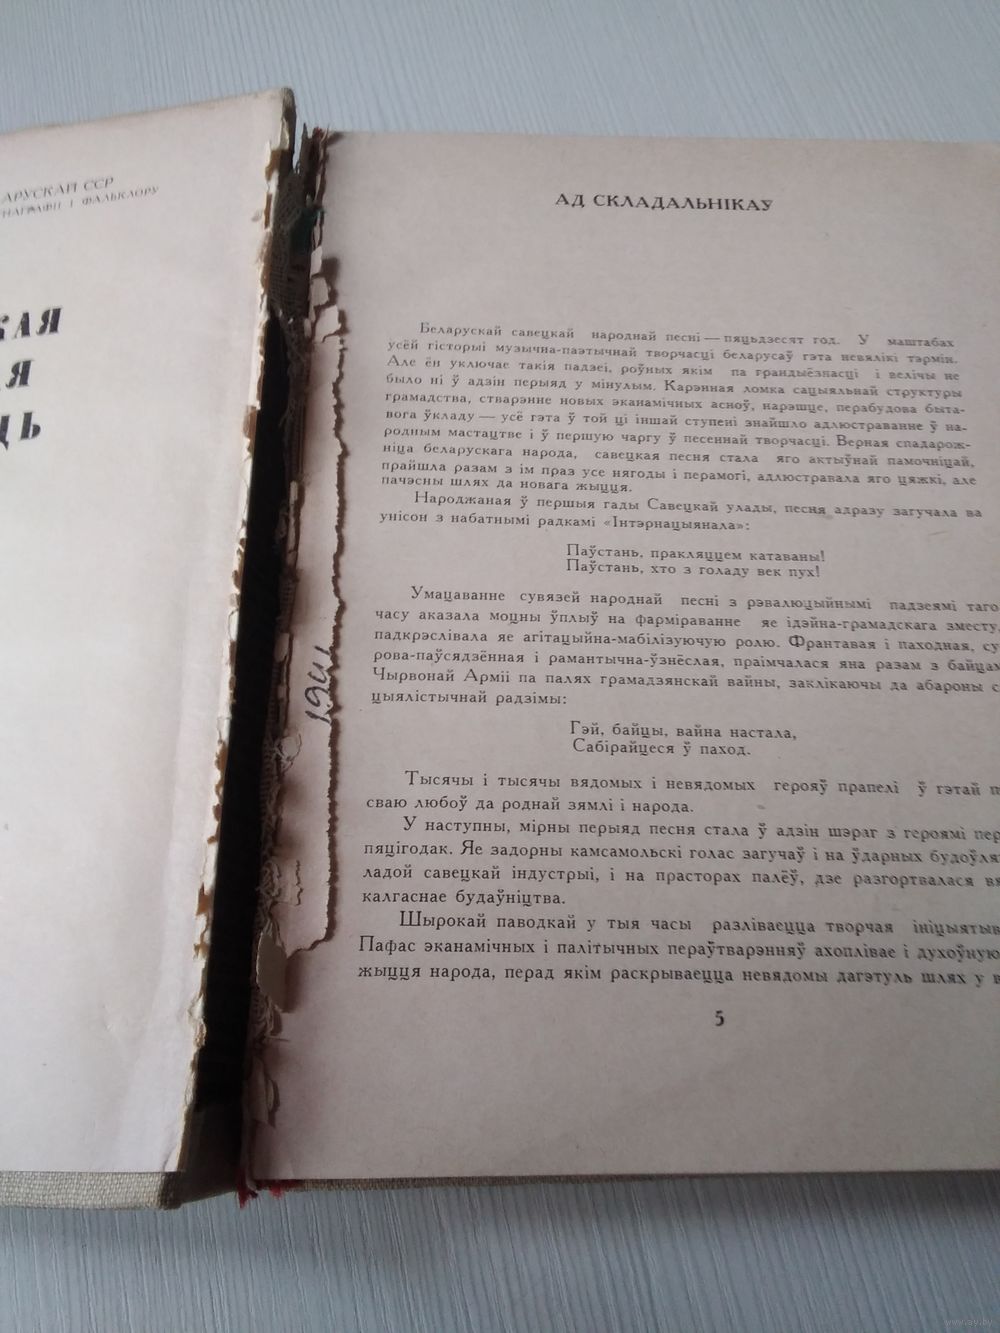 АРУСКАЙ ССР
НАГРАФІІ І ФАЛЬКЛОРУ
КАЯ
Я
ЦЬ
АД СКЛАДАЛЬНІКАЎ
Беларускай савецкай народнай песні — пяцьдзесят год. У маштабах
усёй гісторыі музычна-паэтычнай творчасці беларусаў гэта невялікі тэрмін.
Але ён уключае такія падзеі, роўных якім па грандыёзнасці і велічы не
было ні ў адзін перыяд у мінулым. Карэнная ломка сацыяльнай структуры
грамадства, стварэнне новых эканамічных асноў, нарэшце, перабудова быта-
вога ўкладу — усё гэта ў той ці іншай ступені знайшло адлюстраванне ў на-
родным мастацтве і ў першую чаргу ў песеннай творчасці. Верная спадарож-
ніца беларускага народа, савецкая песня стала яго актыўнай памочніцай,
прайшла разам з ім праз усе нягоды і перамогі, адлюстравала яго цяжкі, але
пачэсны шлях да новага жыцця.
Народжаная ў першыя гады Савецкай улады, песня адразу загучала ва
унісон з набатнымі радкамі «Інтэрнацыянала»:
Паўстань, пракляццем катаваны!
Паўстань, хто з голаду век пух!
Умацаванне сувязей народнай песні з рэвалюцыйнымі падзеямі таго
часу аказала моцны ўплыў на фарміраванне яе ідэйна-грамадскага зместу,
падкрэслівала яе агітацыйна-мабілізуючую ролю. Франтавая і паходная, су
рова-паўсядзённая і рамантычна-ўзнёслая, праімчалася яна разам з байцам
Чырвонай Арміі па палях грамадзянскай вайны, заклікаючы да абароны с
цыялістычнай радзімы:
Гэй, байцы, вайна настала,
Сабірайцеся ў паход.
Тысячы і тысячы вядомых і невядомых герояў прапелі ў гэтай п
сваю любоў да роднай зямлі і народа.
У наступны, мірны перыяд песня стала ў адзін шэраг з героямі пер
пяцігодак. Яе задорны камсамольскі голас загучаў і на ўдарных будоўля
ладой савецкай індустрыі, і на прасторах палёў, дзе разгортвалася вя
калгаснае будаўніцтва.
Шырокай паводкай у тыя часы разліваецца творчая ініцыятыв
Пафас эканамічных і палітычных пераўтварэнняў ахоплівае і духоўную
жыцця народа, перад якім раскрываецца невядомы дагэтуль шлях у в
5
www.ay.by